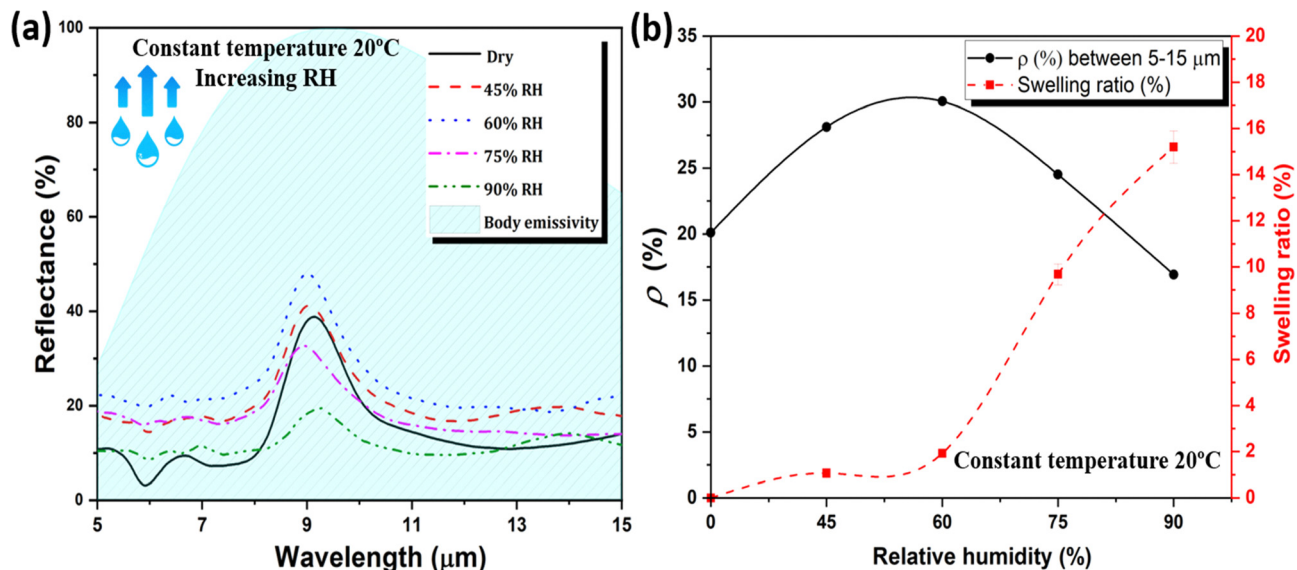 (a)
Constant temperature 20°C
Increasing RH
Dry
45% RH
60% RH
75% RH
90% RH
Body emissivity
Reflectance (%)
100
80
60
40
20
0
5
7
9
11
13
15
Wavelength (μm)
(b)
ρ (%) between 5-15 μm
Swelling ratio (%)
ρ (%)
35
30
25
20
15
10
5
0
0
45
60
75
90
Relative humidity (%)
Constant temperature 20°C
20
18
16
14
12
10
8
6
4
2
0
Swelling ratio (%)